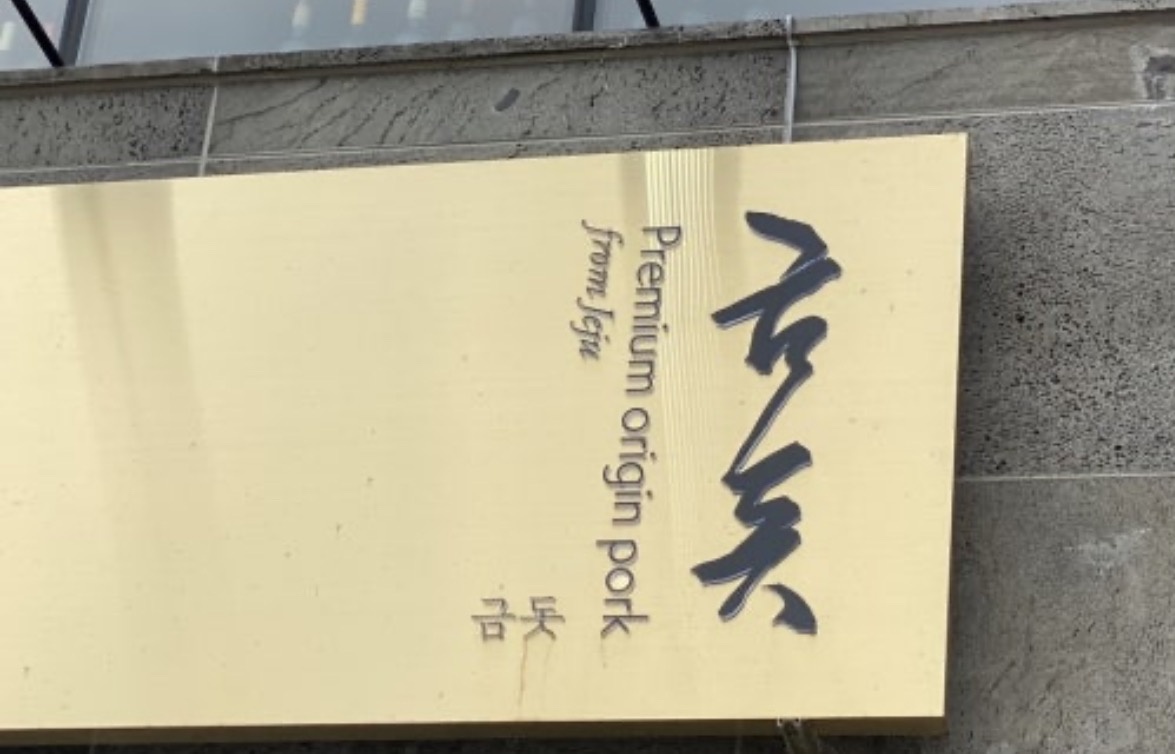 금돗
Premium origin pork
from Jeju
금돗